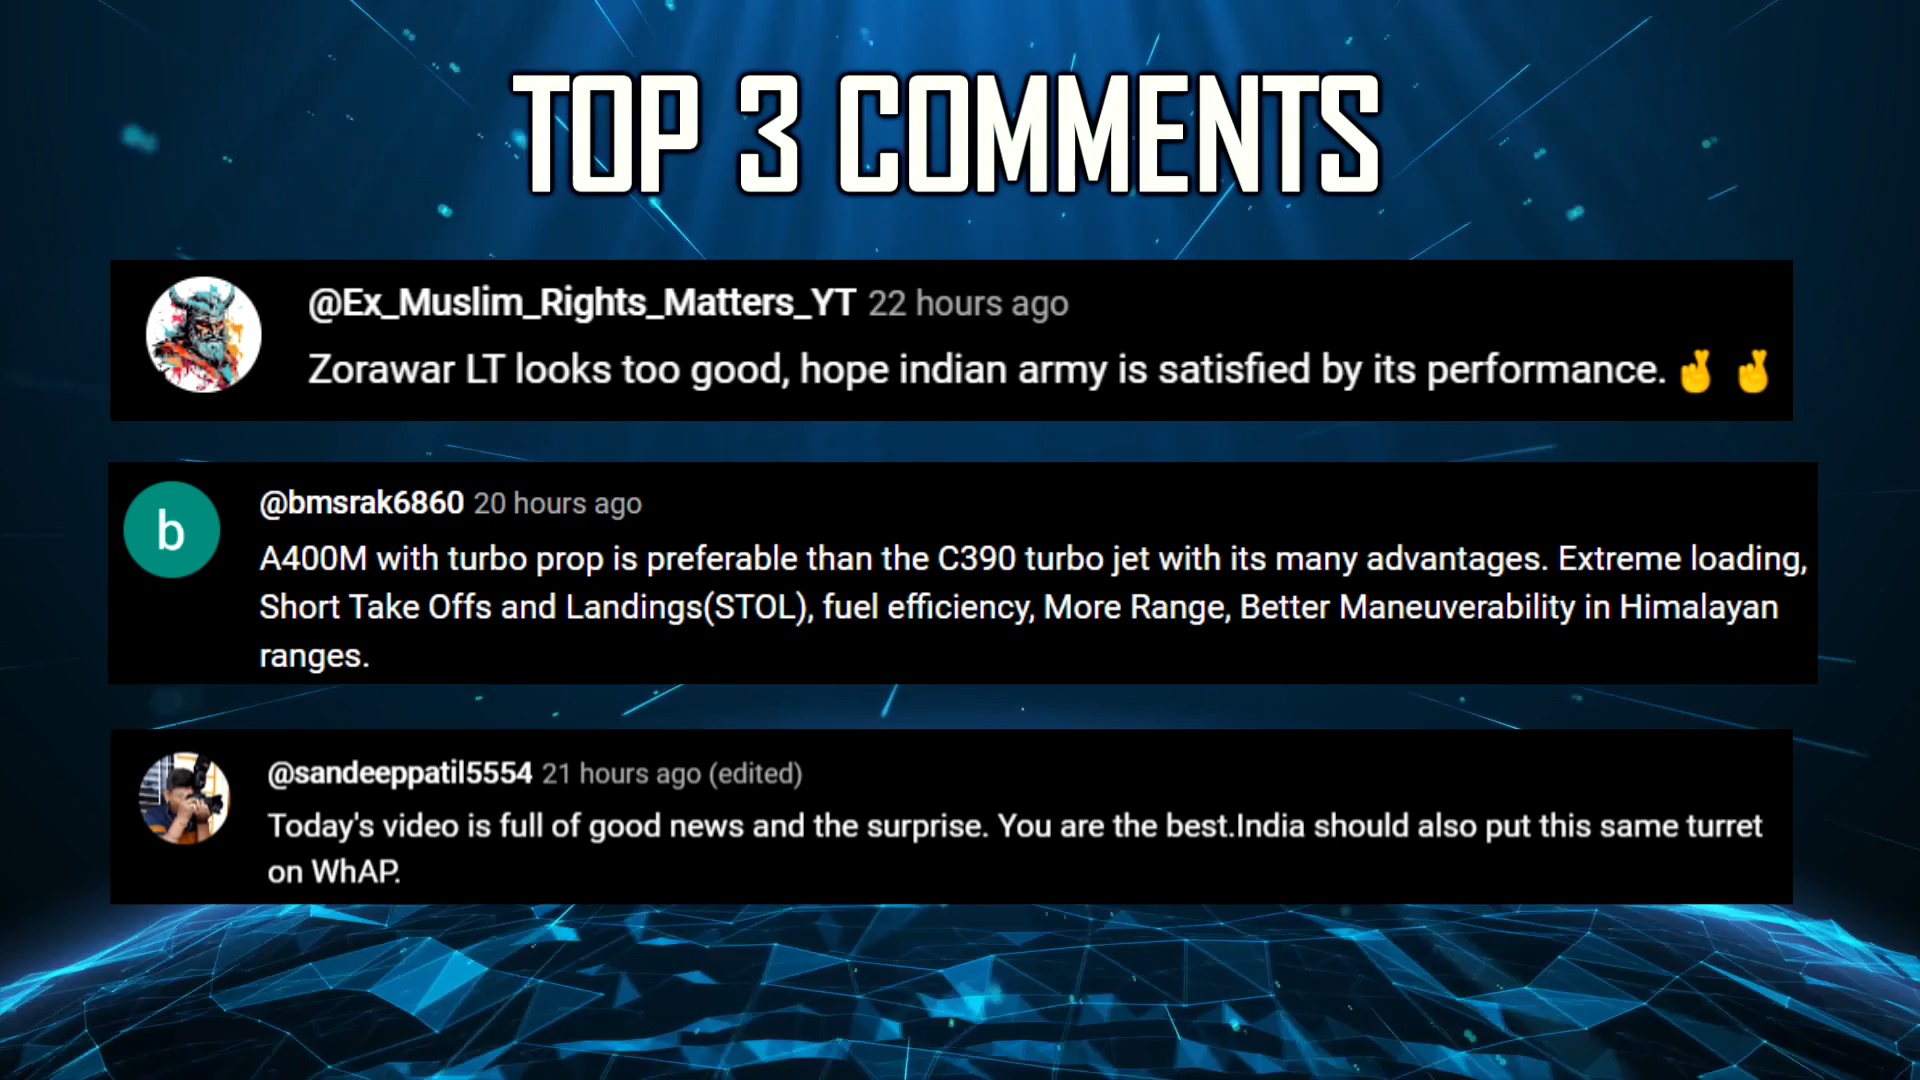 TOP 3 COMMENTS
@Ex_Muslim_Rights_Matters_YT 22 hours ago
Zorawar LT looks too good, hope indian army is satisfied by its performance.🤞 🤞
b
@bmsrak6860 20 hours ago
A400M with turbo prop is preferable than the C390 turbo jet with its many advantages. Extreme loading,
Short Take Offs and Landings(STOL), fuel efficiency, More Range, Better Maneuverability in Himalayan
ranges.
@sandeeppatil5554 21 hours ago (edited)
Today's video is full of good news and the surprise. You are the best.India should also put this same turret
on WhAP.